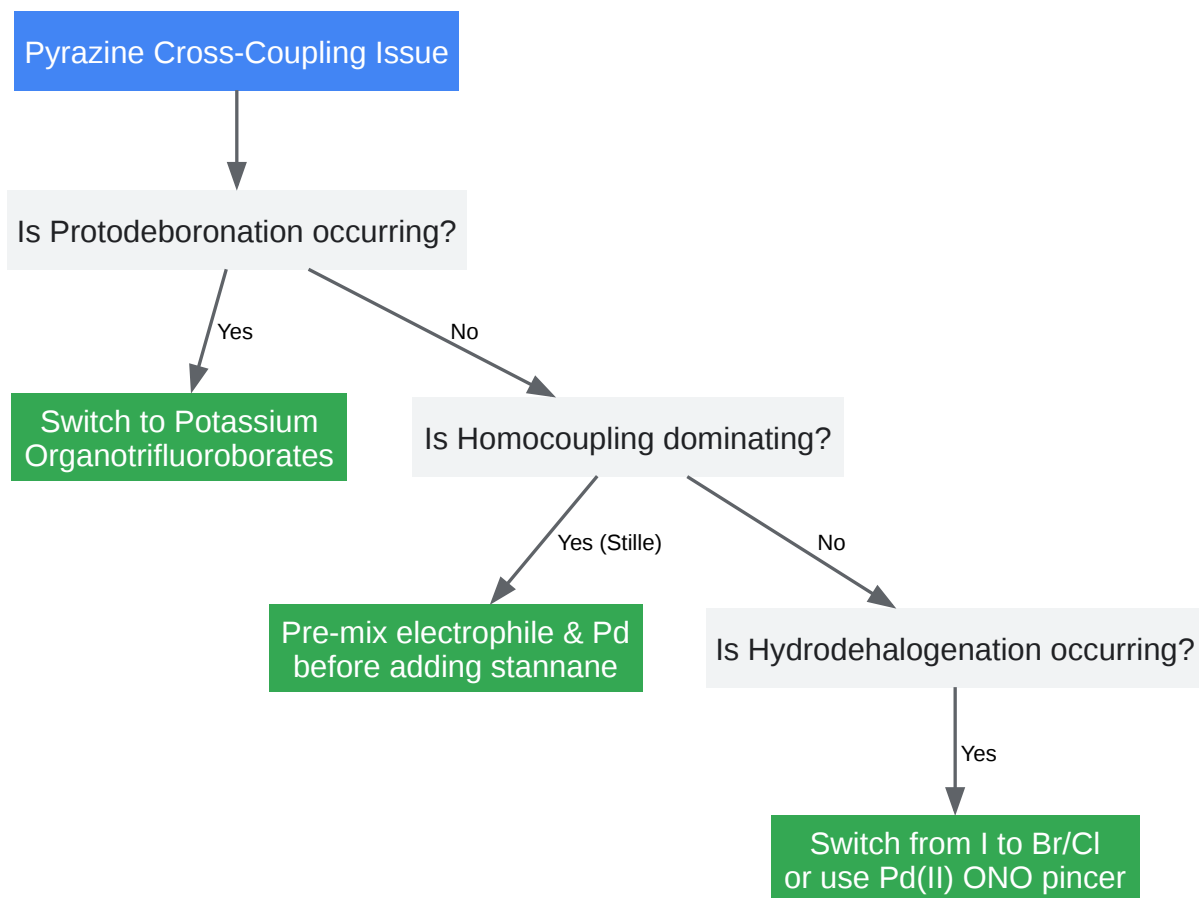 Pyrazine Cross-Coupling Issue
Is Protodeboronation occurring?
Yes
No
Switch to Potassium
Organotrifluoroborates
Is Homocoupling dominating?
Yes (Stille)
No
Pre-mix electrophile & Pd
before adding stannane
Is Hydrodehalogenation occurring?
Yes
Switch from I to Br/Cl
or use Pd(II) ONO pincer